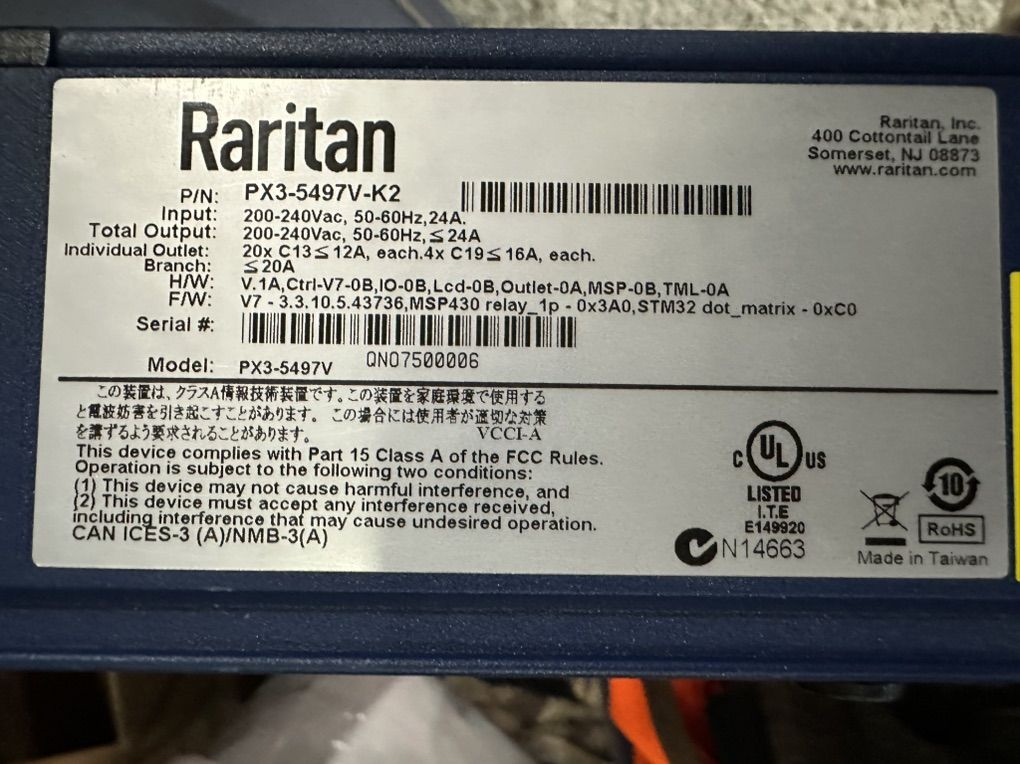 Raritan
Raritan, Inc.
400 Cottontail Lane
Somerset, NJ 08873
www.raritan.com
P/N: PX3-5497V-K2
Input: 200-240Vac, 50-60Hz,24A.
Total Output: 200-240Vac, 50-60Hz,≤24A
Individual Outlet: 20x C13≤12A, each.4x C19≤16A, each.
Branch: ≤20A
H/W: V.1A,Ctrl-V7-0B,IO-0B,Lcd-0B,Outlet-0A,MSP-0B,TML-0A
F/W: V7 - 3.3.10.5.43736,MSP430 relay_1p - 0x3A0,STM32 dot_matrix - 0xC0
Serial #:
QNO7500006
Model: PX3-5497V
この装置は、クラスA情報技術装置です。この装置を家庭環境で使用する
と電波妨害を引き起こすことがあります。 この場合には使用者が適切な対策
を講ずるよう要求されることがあります。 VCCI-A
This device complies with Part 15 Class A of the FCC Rules.
Operation is subject to the following two conditions:
(1) This device may not cause harmful interference, and
(2) This device must accept any interference received,
including interference that may cause undesired operation.
CAN ICES-3 (A)/NMB-3(A)
C UL US
LISTED
I.T.E
E149920
N14663
10
RoHS
Made in Taiwan